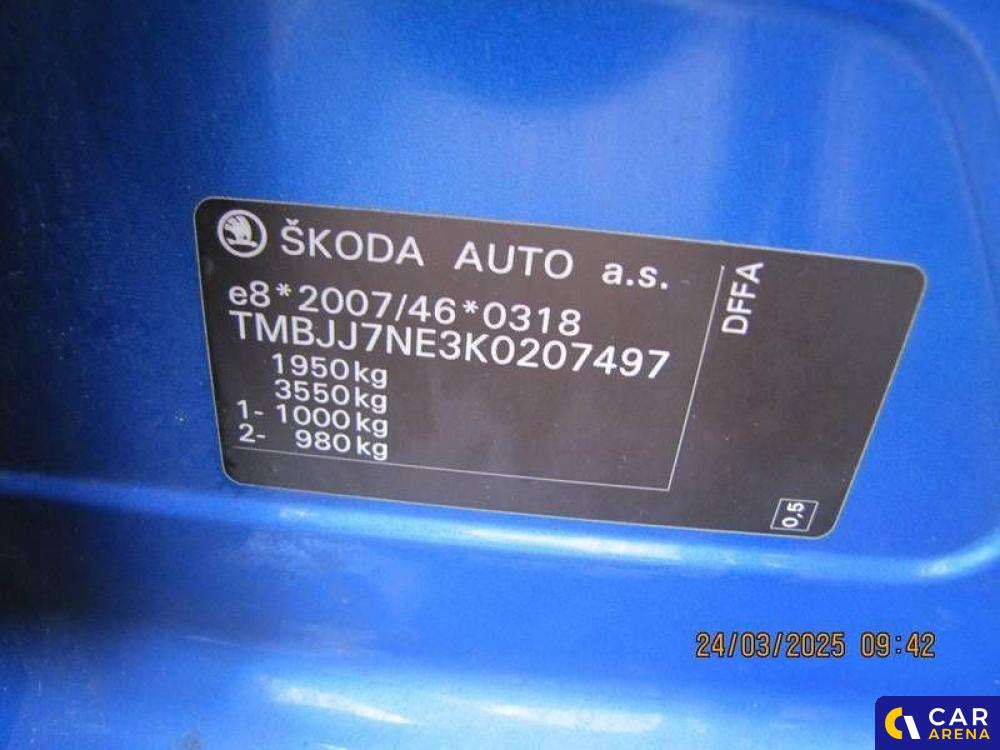 ŠKODA AUTO a.s.
e8*2007/46*0318
TMBJJ7NE3K0207497
1950kg
3550kg
1- 1000kg
2- 980kg
DFFA
0,5
24/03/2025 09:42
CAR
ARENA